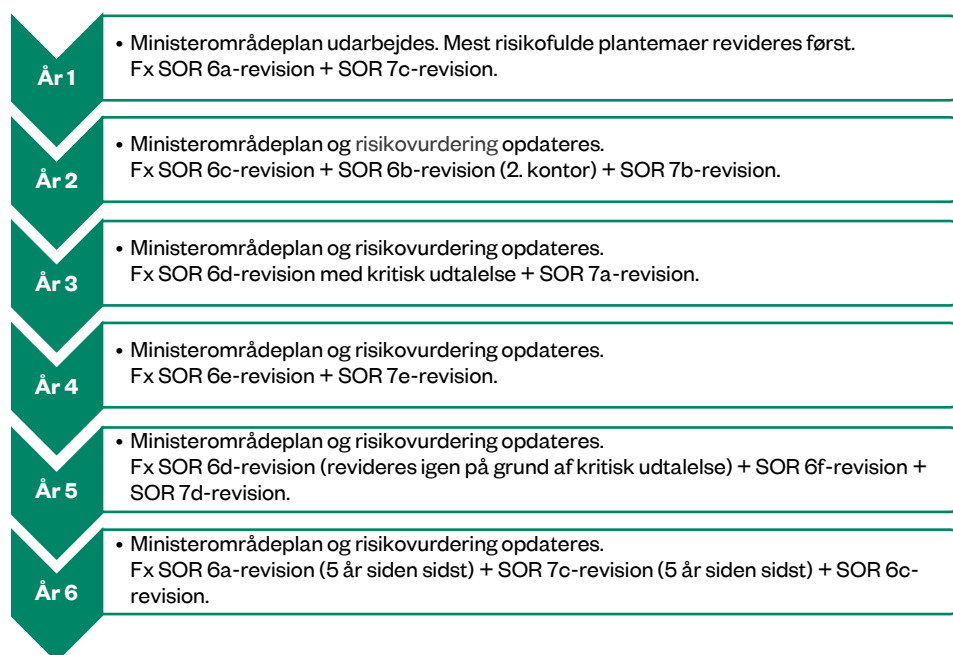 År 1
• Ministerområdeplan udarbejdes. Mest risikofulde plantemaer revideres først.
Fx SOR 6a-revision + SOR 7c-revision.
År 2
• Ministerområdeplan og risikovurdering opdateres.
Fx SOR 6c-revision + SOR 6b-revision (2. kontor) + SOR 7b-revision.
År 3
• Ministerområdeplan og risikovurdering opdateres.
Fx SOR 6d-revision med kritisk udtalelse + SOR 7a-revision.
År 4
• Ministerområdeplan og risikovurdering opdateres.
Fx SOR 6e-revision + SOR 7e-revision.
År 5
• Ministerområdeplan og risikovurdering opdateres.
Fx SOR 6d-revision (revideres igen på grund af kritisk udtalelse) + SOR 6f-revision +
SOR 7d-revision.
År 6
• Ministerområdeplan og risikovurdering opdateres.
Fx SOR 6a-revision (5 år siden sidst) + SOR 7c-revision (5 år siden sidst) + SOR 6c-
revision.